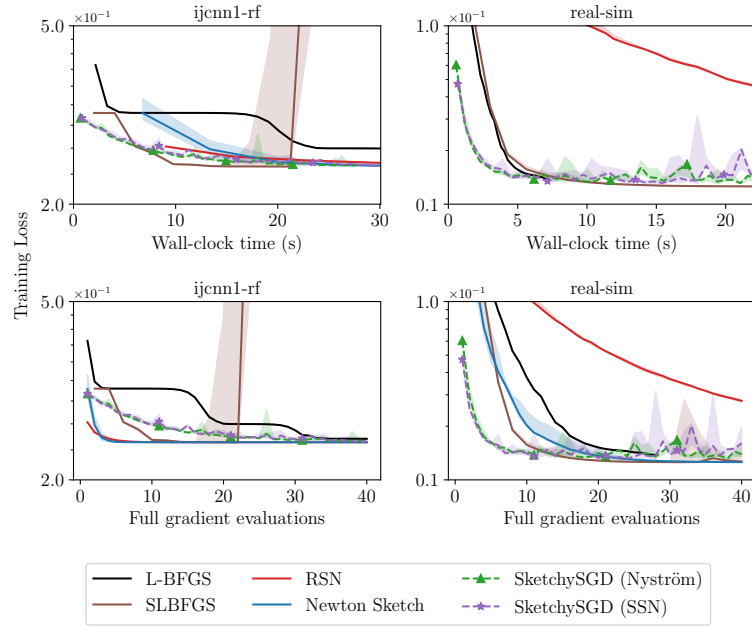 ijcnn1-rf
real-sim
×10⁻¹
5.0
2.0
0
10
20
30
Wall-clock time (s)
×10⁻¹
1.0
0.1
0
5
10
15
20
Wall-clock time (s)
Training Loss
ijcnn1-rf
real-sim
×10⁻¹
5.0
2.0
0
10
20
30
40
Full gradient evaluations
×10⁻¹
1.0
0.1
0
10
20
30
40
Full gradient evaluations
L-BFGS
RSN
SketchySGD (Nyström)
SLBFGS
Newton Sketch
SketchySGD (SSN)